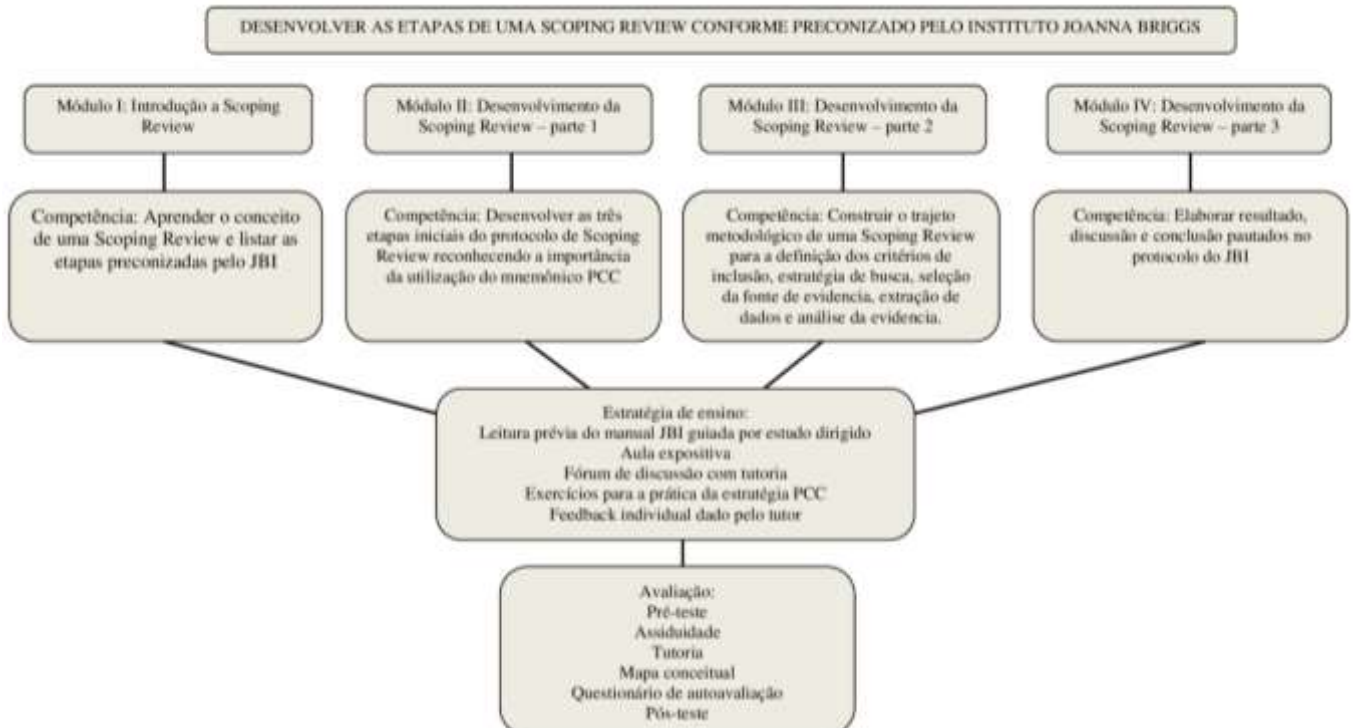 DESENVOLVER AS ETAPAS DE UMA SCOPING REVIEW CONFORME PRECONIZADO PELO INSTITUTO JOANNA BRIGGS
Módulo I: Introdução a Scoping
Review
Módulo II: Desenvolvimento da
Scoping Review – parte 1
Módulo III: Desenvolvimento da
Scoping Review – parte 2
Módulo IV: Desenvolvimento da
Scoping Review – parte 3
Competência: Aprender o conceito
de uma Scoping Review e listar as
etapas preconizadas pelo JBI
Competência: Desenvolver as três
etapas iniciais do protocolo de Scoping
Review reconhecendo a importância
da utilização do mnemônico PCC
Competência: Construir o trajeto
metodológico de uma Scoping Review
para a definição dos critérios de
inclusão, estratégia de busca, seleção
da fonte de evidencia, extração de
dados e análise da evidencia.
Competência: Elaborar resultado,
discussão e conclusão pautados no
protocolo do JBI
Estratégia de ensino:
Leitura prévia do manual JBI guiada por estudo dirigido
Aula expositiva
Fórum de discussão com tutoria
Exercícios para a prática da estratégia PCC
Feedback individual dado pelo tutor
Avaliação:
Pré-teste
Assiduidade
Tutoria
Mapa conceitual
Questionário de autoavaliação
Pós-teste